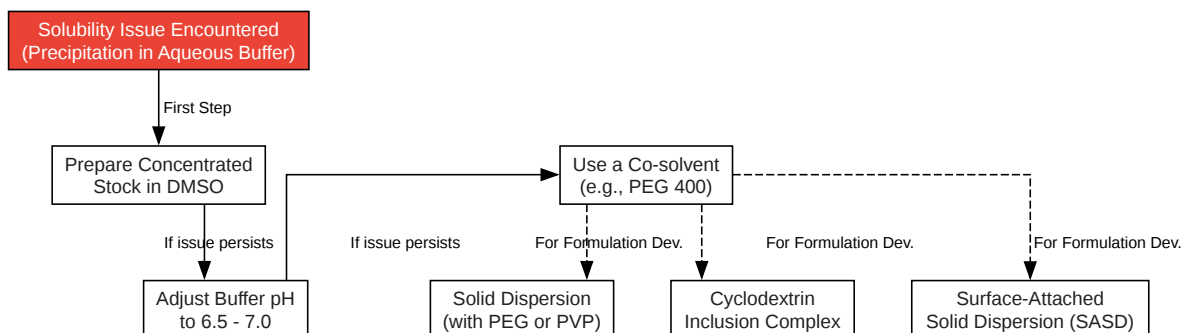 Solubility Issue Encountered
(Precipitation in Aqueous Buffer)
First Step
Prepare Concentrated
Stock in DMSO
Use a Co-solvent
(e.g., PEG 400)
If issue persists
If issue persists
For Formulation Dev.
For Formulation Dev.
For Formulation Dev.
Adjust Buffer pH
to 6.5 - 7.0
Solid Dispersion
(with PEG or PVP)
Cyclodextrin
Inclusion Complex
Surface-Attached
Solid Dispersion (SASD)